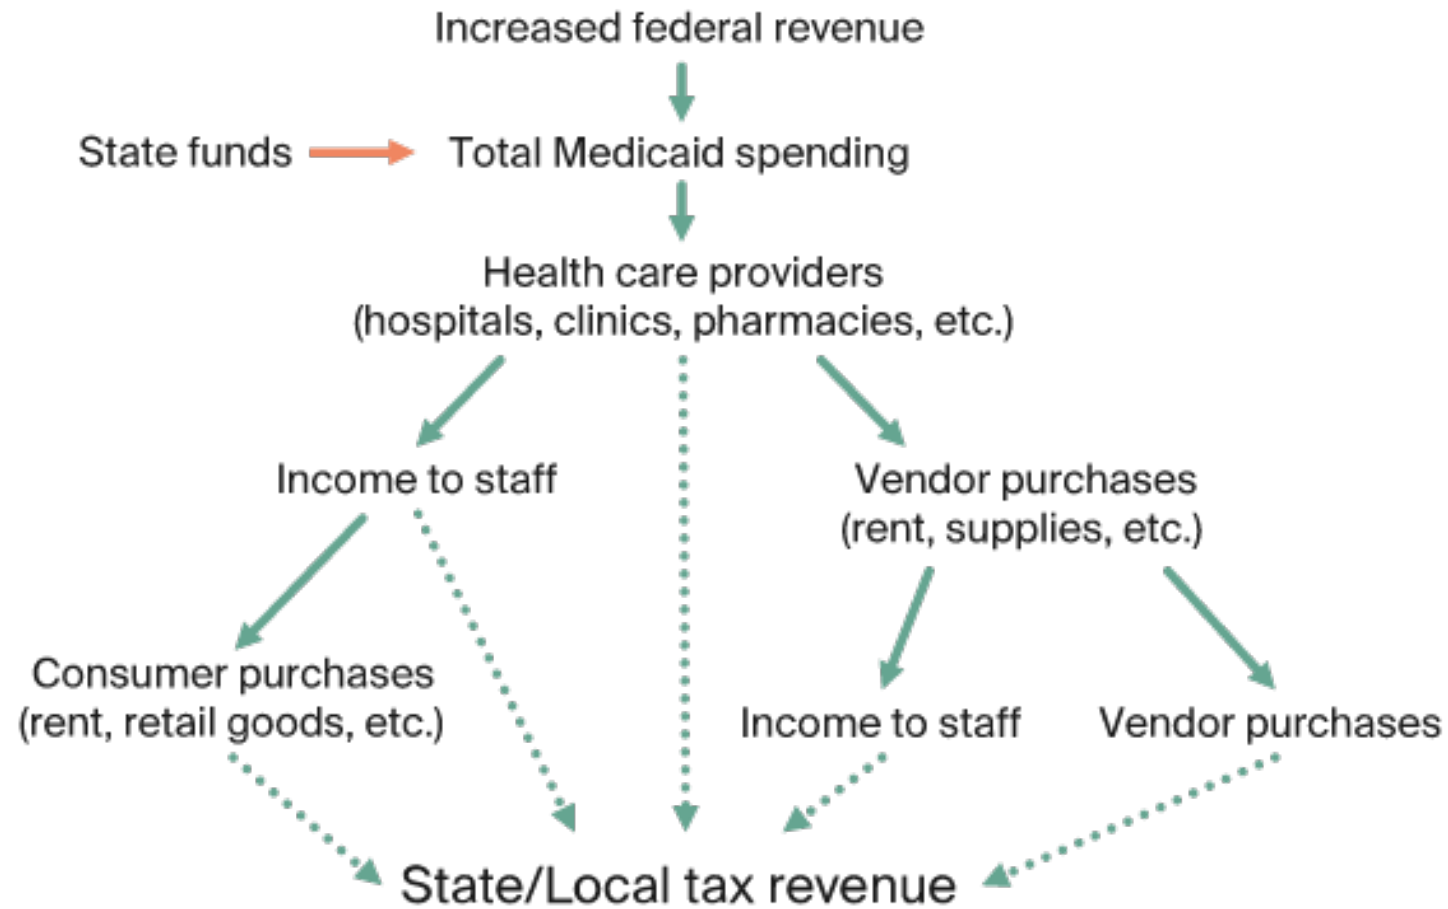 Increased federal revenue
State funds
Total Medicaid spending
Health care providers
(hospitals, clinics, pharmacies, etc.)
Income to staff
Vendor purchases
(rent, supplies, etc.)
Consumer purchases
(rent, retail goods, etc.)
Income to staff
Vendor purchases
State/Local tax revenue